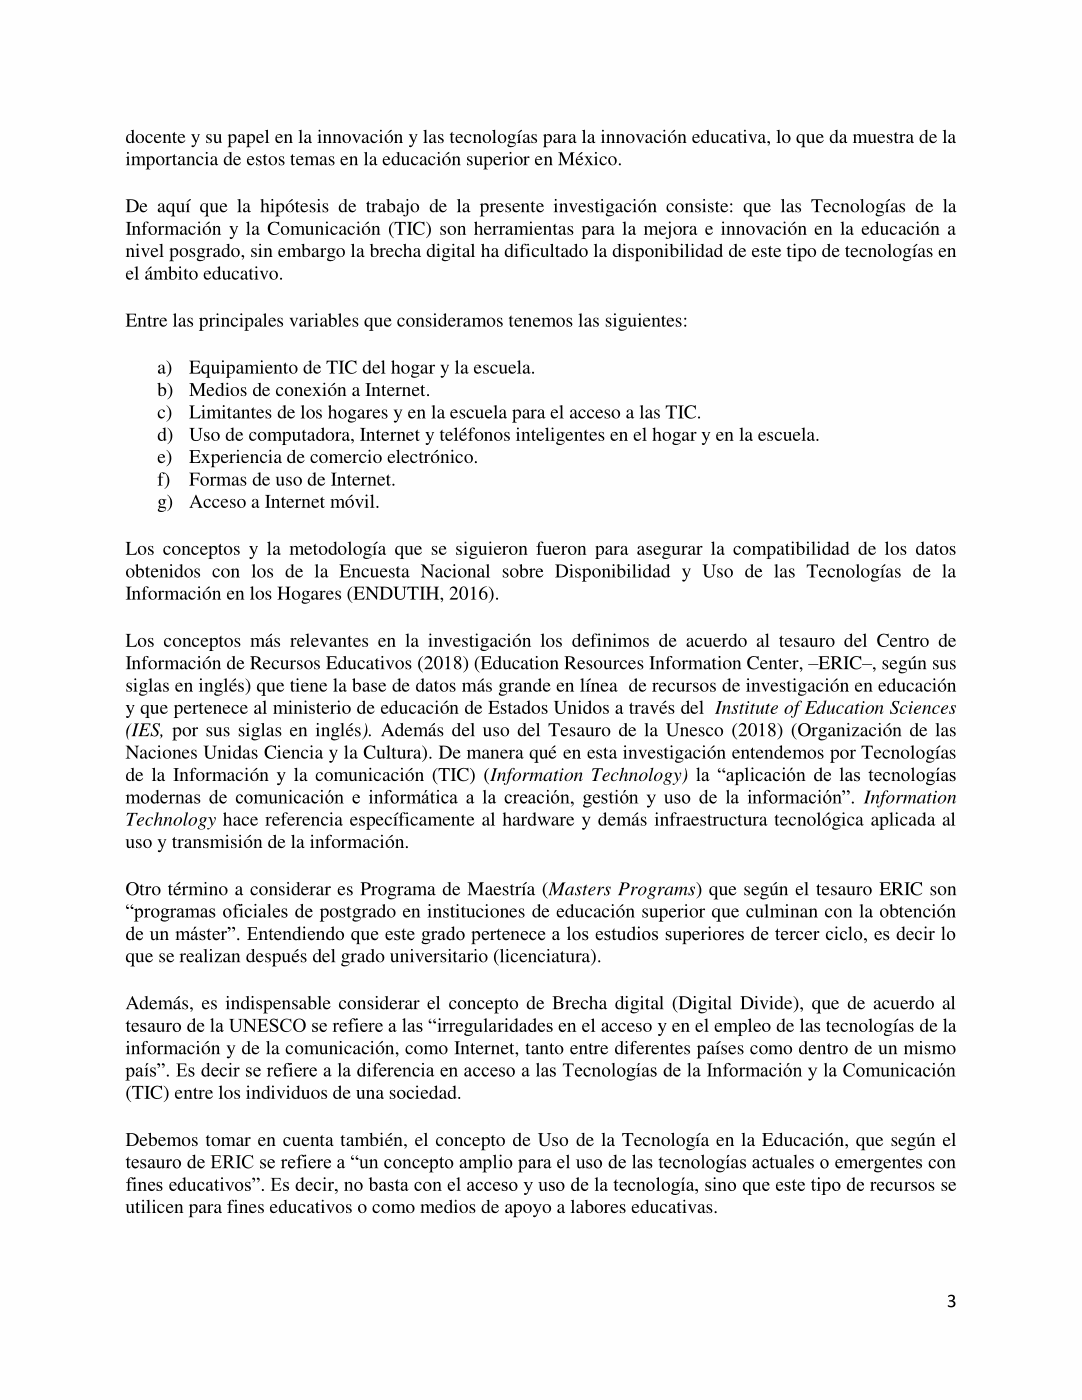 docente y su papel en la innovación y las tecnologías para la innovación educativa, lo que da muestra de la
importancia de estos temas en la educación superior en México.
De aquí que la hipótesis de trabajo de la presente investigación consiste: que las Tecnologías de la
Información y la Comunicación (TIC) son herramientas para la mejora e innovación en la educación a
nivel posgrado, sin embargo la brecha digital ha dificultado la disponibilidad de este tipo de tecnologías en
el ámbito educativo.
Entre las principales variables que consideramos tenemos las siguientes:
a) Equipamiento de TIC del hogar y la escuela.
b) Medios de conexión a Internet.
c) Limitantes de los hogares y en la escuela para el acceso a las TIC.
d) Uso de computadora, Internet y teléfonos inteligentes en el hogar y en la escuela.
e) Experiencia de comercio electrónico.
f) Formas de uso de Internet.
g) Acceso a Internet móvil.
Los conceptos y la metodología que se siguieron fueron para asegurar la compatibilidad de los datos
obtenidos con los de la Encuesta Nacional sobre Disponibilidad y Uso de las Tecnologías de la
Información en los Hogares (ENDUTIH, 2016).
Los conceptos más relevantes en la investigación los definimos de acuerdo al tesauro del Centro de
Información de Recursos Educativos (2018) (Education Resources Information Center, –ERIC–, según sus
siglas en inglés) que tiene la base de datos más grande en línea de recursos de investigación en educación
y que pertenece al ministerio de educación de Estados Unidos a través del Institute of Education Sciences
(IES, por sus siglas en inglés). Además del uso del Tesauro de la Unesco (2018) (Organización de las
Naciones Unidas Ciencia y la Cultura). De manera qué en esta investigación entendemos por Tecnologías
de la Información y la comunicación (TIC) (Information Technology) la “aplicación de las tecnologías
modernas de comunicación e informática a la creación, gestión y uso de la información”. Information
Technology hace referencia específicamente al hardware y demás infraestructura tecnológica aplicada al
uso y transmisión de la información.
Otro término a considerar es Programa de Maestría (Masters Programs) que según el tesauro ERIC son
“programas oficiales de postgrado en instituciones de educación superior que culminan con la obtención
de un máster”. Entendiendo que este grado pertenece a los estudios superiores de tercer ciclo, es decir lo
que se realizan después del grado universitario (licenciatura).
Además, es indispensable considerar el concepto de Brecha digital (Digital Divide), que de acuerdo al
tesauro de la UNESCO se refiere a las “irregularidades en el acceso y en el empleo de las tecnologías de la
información y de la comunicación, como Internet, tanto entre diferentes países como dentro de un mismo
país”. Es decir se refiere a la diferencia en acceso a las Tecnologías de la Información y la Comunicación
(TIC) entre los individuos de una sociedad.
Debemos tomar en cuenta también, el concepto de Uso de la Tecnología en la Educación, que según el
tesauro de ERIC se refiere a “un concepto amplio para el uso de las tecnologías actuales o emergentes con
fines educativos”. Es decir, no basta con el acceso y uso de la tecnología, sino que este tipo de recursos se
utilicen para fines educativos o como medios de apoyo a labores educativas.
3